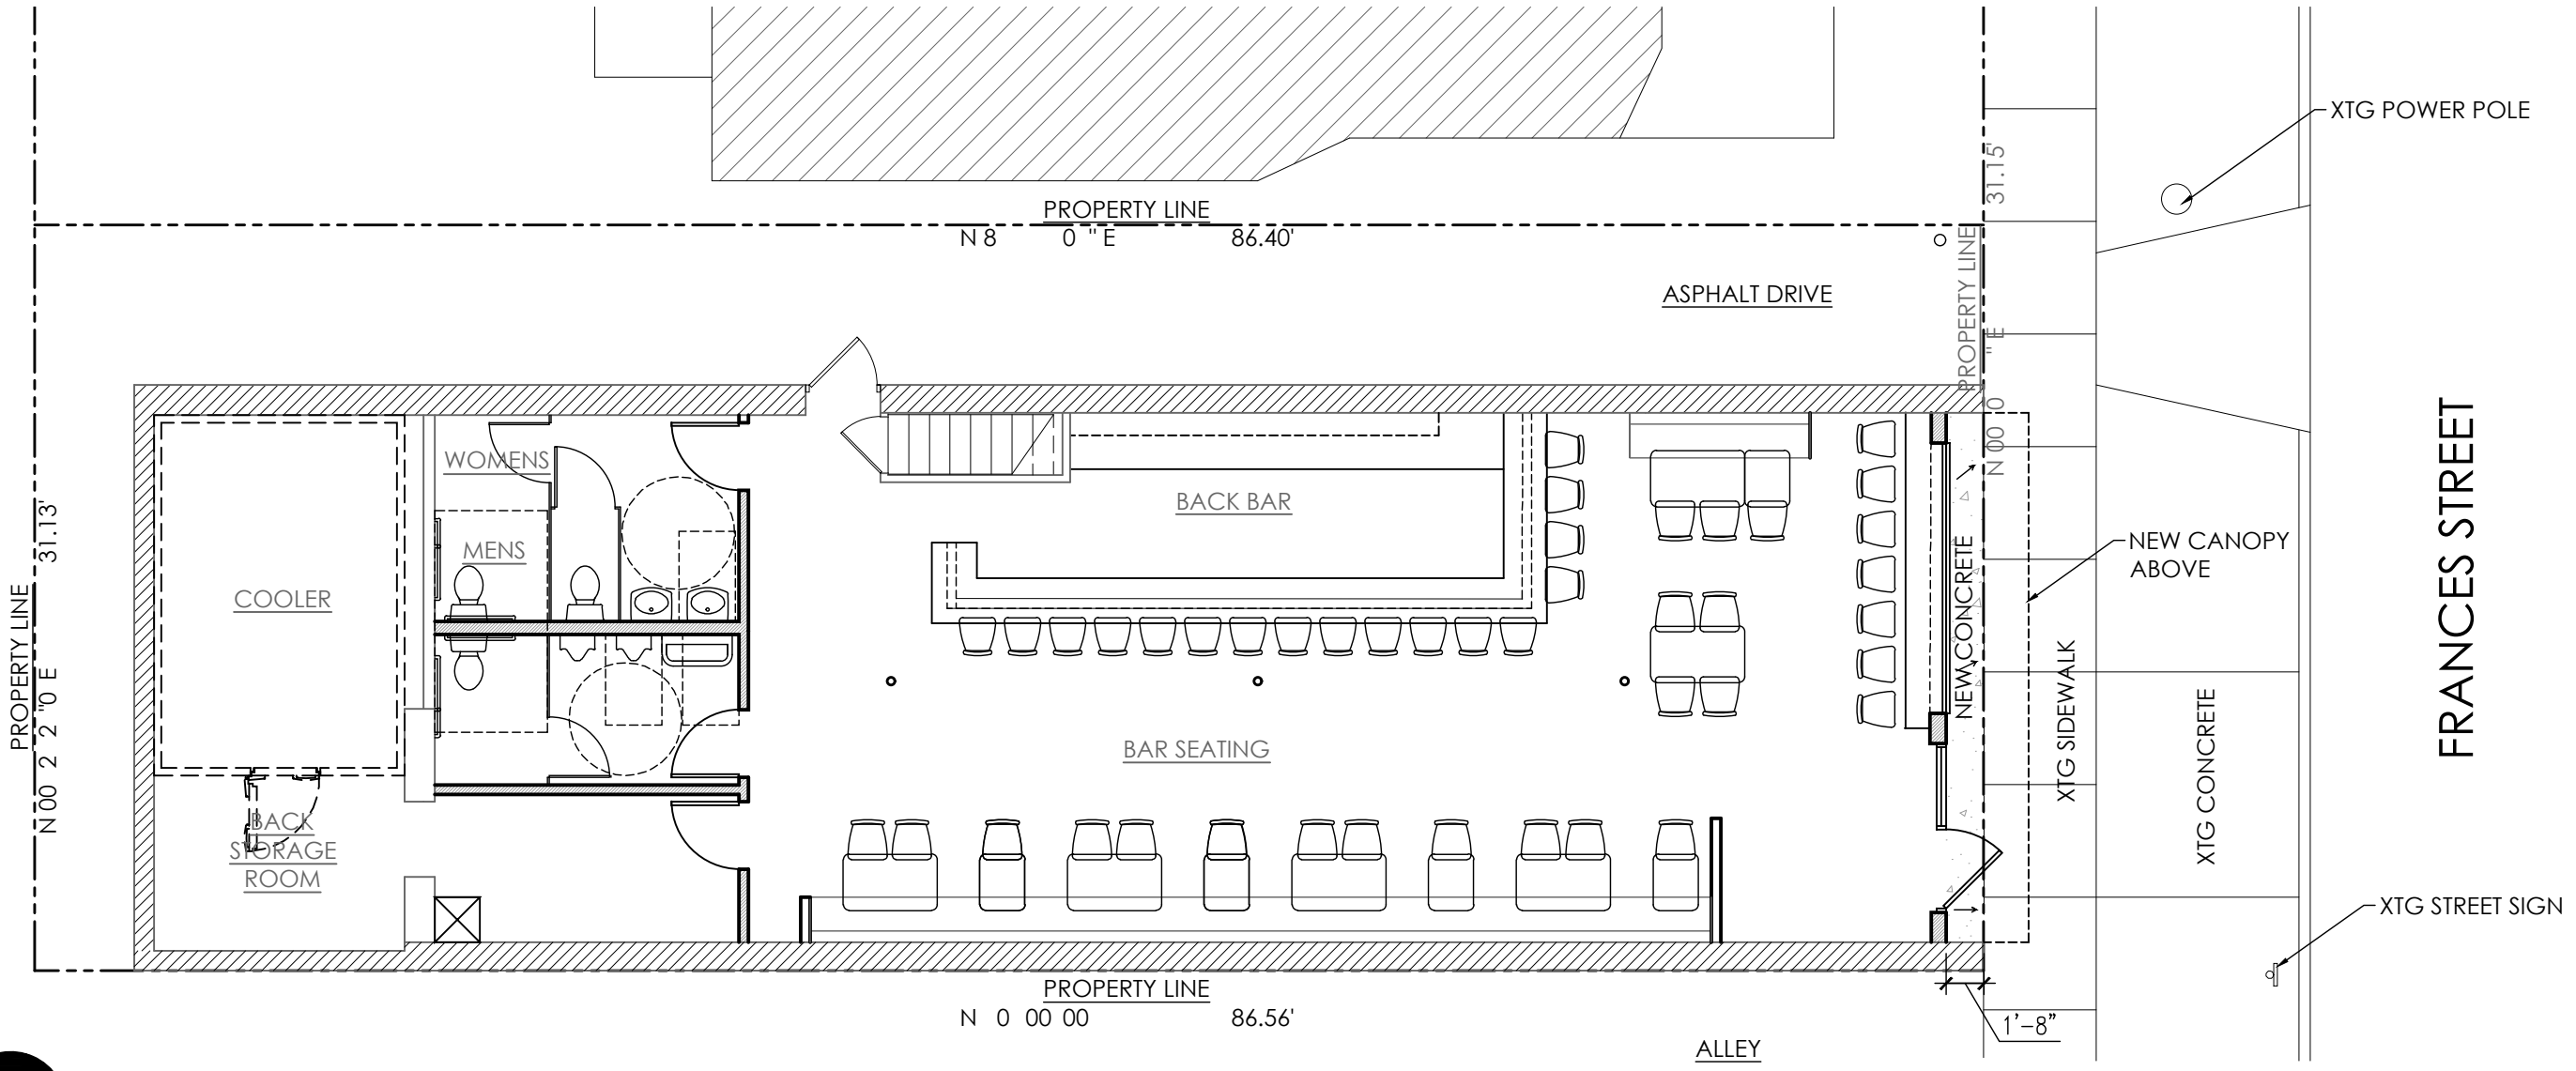 XTG POWER POLE
31.15'
PROPERTY LINE
N 8 0 " E 86.40'
PROPERTY LINE
N 00 0 " E
ASPHALT DRIVE
FRANCES STREET
WOMENS
BACK BAR
MENS
NEW CANOPY
ABOVE
NEW CONCRETE
COOLER
PROPERTY LINE
N 00 2 2 "0 E 31.13'
XTG SIDEWALK
XTG CONCRETE
BAR SEATING
BACK
STORAGE
ROOM
XTG STREET SIGN
PROPERTY LINE
N 0 00 00 86.56'
1'-8"
ALLEY